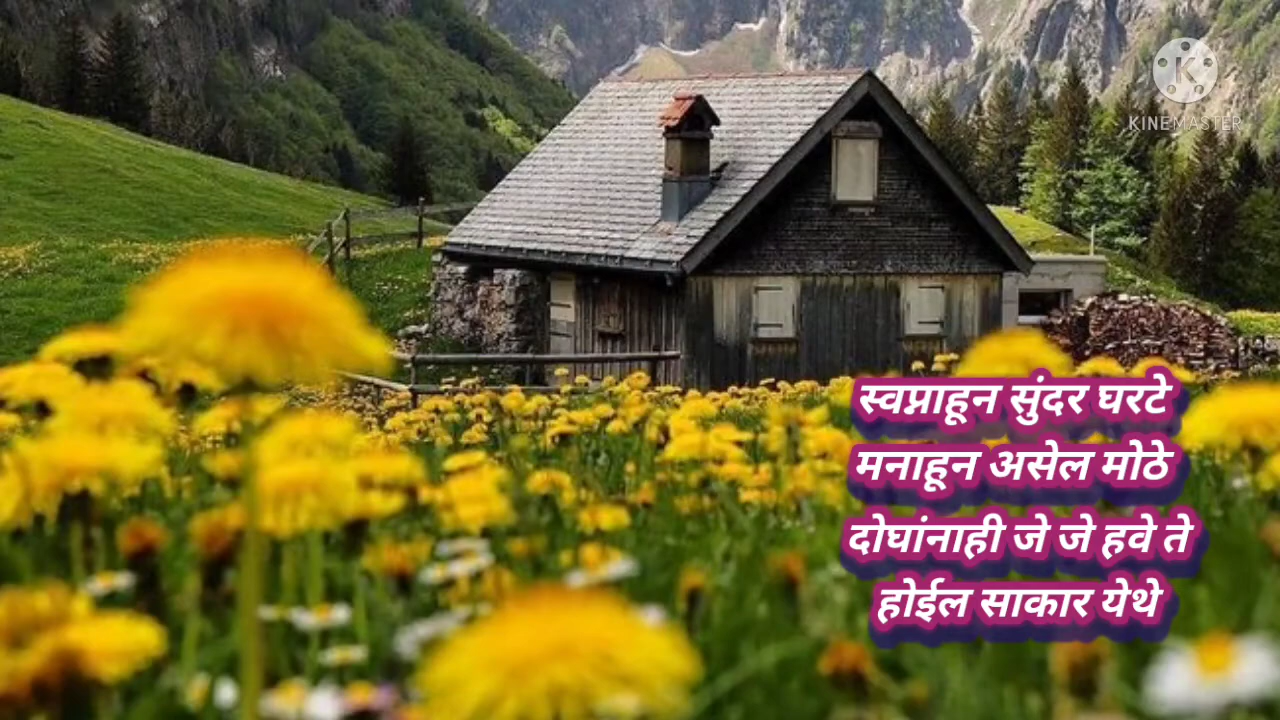 KINEMASTER
स्वप्नाहून सुंदर घरटे
मनाहून असेल मोठे
दोघांनाही जे जे हवे ते
होईल साकार येथे